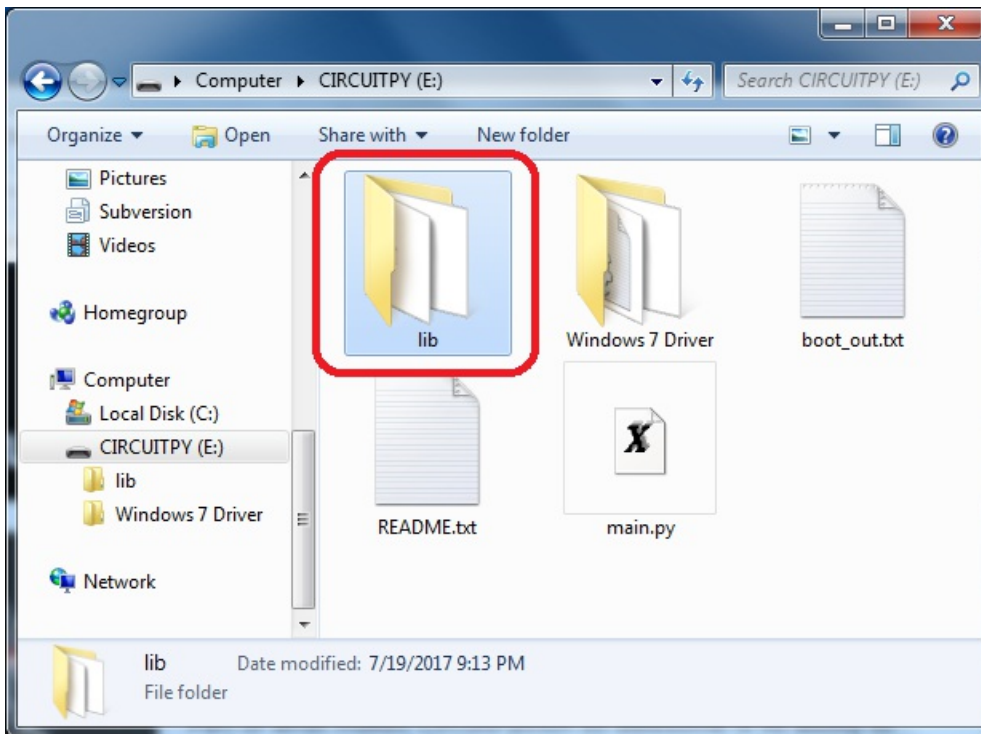 Computer CIRCUITPY (E:) Search CIRCUITPY (E:)
Organize Open Share with New folder
Pictures
Subversion
Videos
Homegroup
Computer
Local Disk (C:)
CIRCUITPY (E:)
lib
Windows 7 Driver
Network
lib Windows 7 Driver boot_out.txt
X
README.txt main.py
lib Date modified: 7/19/2017 9:13 PM
File folder